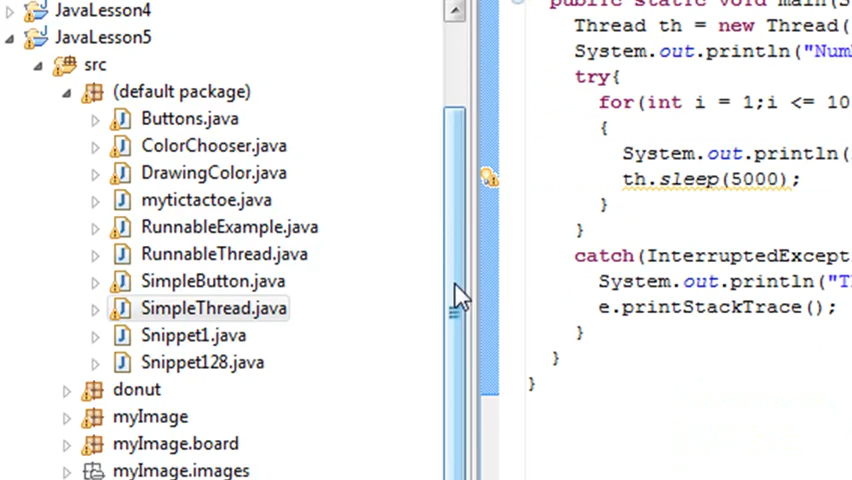 JavaLesson4
JavaLesson5
src
(default package)
Buttons.java
ColorChooser.java
DrawingColor.java
mytictactoe.java
RunnableExample.java
RunnableThread.java
SimpleButton.java
SimpleThread.java
Snippet1.java
Snippet128.java
donut
myImage
myImage.board
myImage.images
public static void main(S
Thread th = new Thread(
System.out.println("Num
try{
for(int i = 1;i <= 10
{
System.out.println(
th.sleep(5000);
}
}
catch(InterruptedExcept
System.out.println("T
e.printStackTrace();
}
}
}